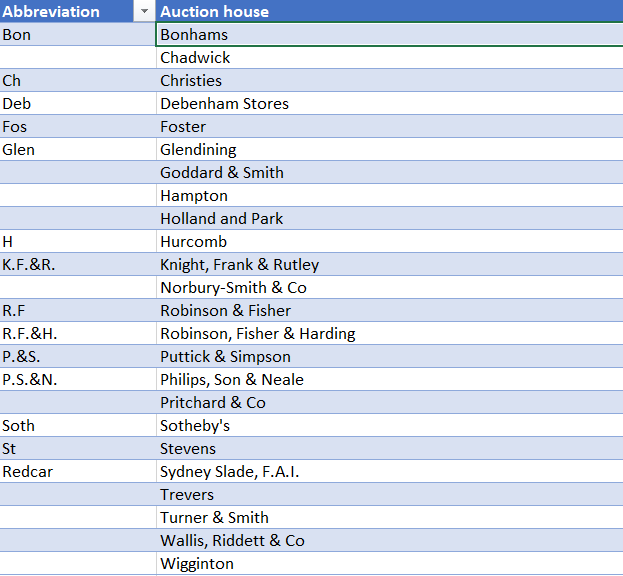 Abbreviation Auction house
Bon Bonhams
Chadwick
Ch Christies
Deb Debenham Stores
Fos Foster
Glen Glendining
Goddard & Smith
Hampton
Holland and Park
H Hurcomb
K.F.&R. Knight, Frank & Rutley
Norbury-Smith & Co
R.F Robinson & Fisher
R.F.&H. Robinson, Fisher & Harding
P.&S. Puttick & Simpson
P.S.&N. Philips, Son & Neale
Pritchard & Co
Soth Sotheby's
St Stevens
Redcar Sydney Slade, F.A.I.
Trevers
Turner & Smith
Wallis, Riddett & Co
Wigginton